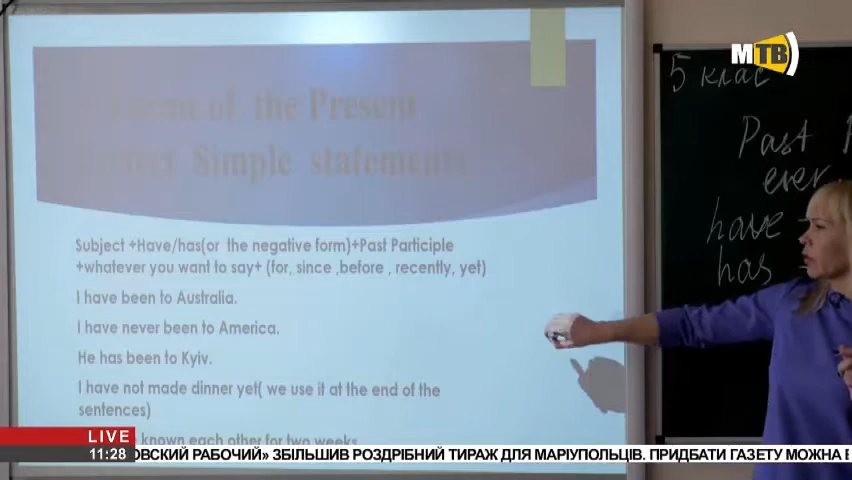 МТВ
5 клас
Past
ever
have
has
of the Present
Simple statements
Subject +Have/has(or the negative form)+Past Participle
+whatever you want to say+ (for, since ,before , recently, yet)
I have been to Australia.
I have never been to America.
He has been to Kyiv.
I have not made dinner yet( we use it at the end of the
sentences)
known each other for two weeks
LIVE
11:28
ОВСКИЙ РАБОЧИЙ» ЗБІЛЬШИВ РОЗДРІБНИЙ ТИРАЖ ДЛЯ МАРІУПОЛЬЦІВ. ПРИДБАТИ ГАЗЕТУ МОЖНА